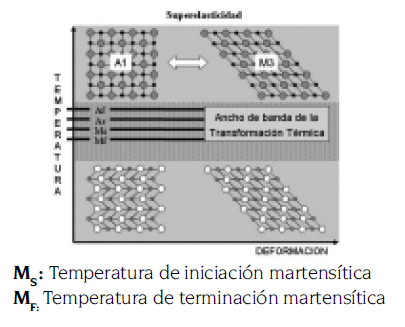 Superelasticidad
TEMPERATURA
A1
M3
Af
As
Ms
Mf
Ancho de banda de la
Transformación Térmica
DEFORMACION
MS: Temperatura de iniciación martensítica
MF: Temperatura de terminación martensítica